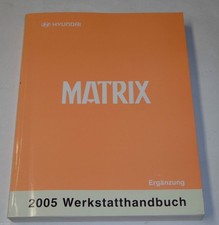 HYUNDAI
MATRIX
Ergänzung
2005 Werkstatthandbuch